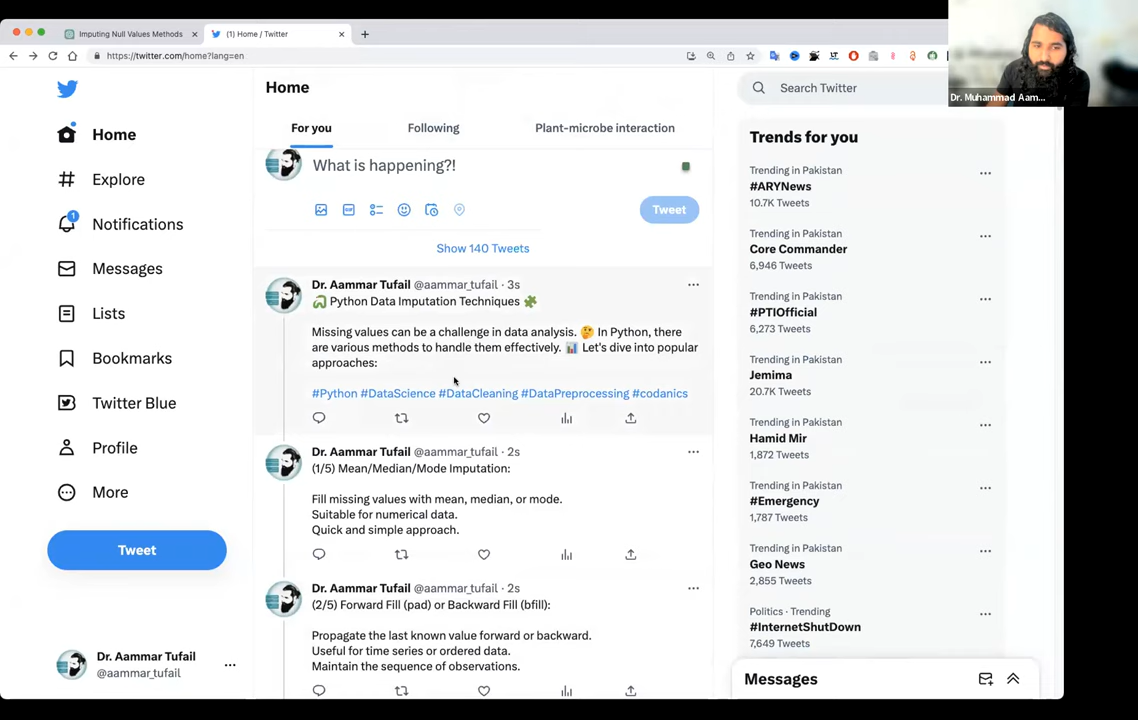 Imputing Null Values Methods
(1) Home / Twitter
https://twitter.com/home?lang=en
Dr. Muhammad Aam...
Home
Explore
1
Notifications
Messages
Lists
Bookmarks
Twitter Blue
Profile
More
Tweet
Dr. Aammar Tufail
@aammar_tufail
Home
For you
Following
Plant-microbe interaction
What is happening?!
GIF
Tweet
Show 140 Tweets
Dr. Aammar Tufail @aammar_tufail · 3s
Python Data Imputation Techniques
Missing values can be a challenge in data analysis. 🤔 In Python, there
are various methods to handle them effectively. 📊 Let's dive into popular
approaches:
#Python #DataScience #DataCleaning #DataPreprocessing #codanics
Dr. Aammar Tufail @aammar_tufail · 2s
(1/5) Mean/Median/Mode Imputation:
Fill missing values with mean, median, or mode.
Suitable for numerical data.
Quick and simple approach.
Dr. Aammar Tufail @aammar_tufail · 2s
(2/5) Forward Fill (pad) or Backward Fill (bfill):
Propagate the last known value forward or backward.
Useful for time series or ordered data.
Maintain the sequence of observations.
Search Twitter
Trends for you
Trending in Pakistan
#ARYNews
10.7K Tweets
Trending in Pakistan
Core Commander
6,946 Tweets
Trending in Pakistan
#PTIOfficial
6,273 Tweets
Trending in Pakistan
Jemima
20.7K Tweets
Trending in Pakistan
Hamid Mir
1,872 Tweets
Trending in Pakistan
#Emergency
1,787 Tweets
Trending in Pakistan
Geo News
2,855 Tweets
Politics · Trending
#InternetShutDown
7,649 Tweets
Messages